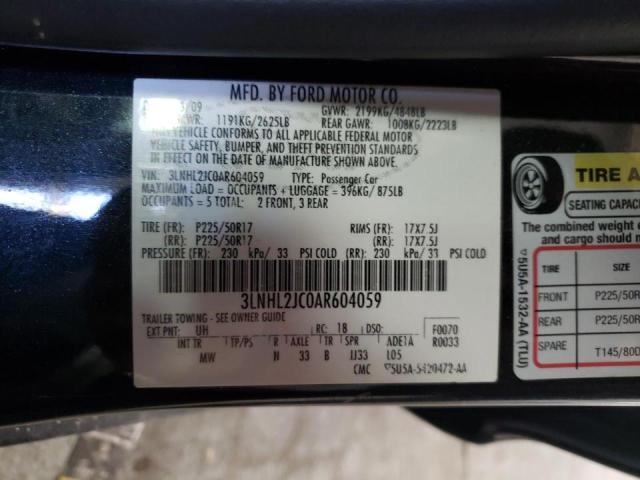 MFD. BY FORD MOTOR CO.
/09 GVWR: 2199KG/4848LB
1191KG/2625LB REAR GAWR: 1008KG/2223LB
VEHICLE CONFORMS TO ALL APPLICABLE FEDERAL MOTOR
VEHICLE SAFETY, BUMPER, AND THEFT PREVENTION STANDARDS
IN EFFECT ON THE DATE OF MANUFACTURE SHOWN ABOVE.
VIN: 3LNHL2JC0AR604059 TYPE: Passenger Car
MAXIMUM LOAD = OCCUPANTS + LUGGAGE = 396KG/ 875LB
OCCUPANTS = 5 TOTAL: 2 FRONT, 3 REAR
TIRE (FR): P225/50R17 RIMS (FR): 17X7.5J
(RR): P225/50R17 (RR): 17X7.5J
PRESSURE (FR): 230 kPa/ 33 PSI COLD (RR): 230 kPa/ 33 PSI COLD
3LNHL2JC0AR604059
TRAILER TOWING - SEE OWNER GUIDE
EXT PNT: UH RC: 18 DSO: F0070
INT TR TP/PS R AXLE TR SPR ADE1A R0033
MW N 33 B JJ33 L05
CMC 5U5A-5420472-AA
5U5A-1532-AA (TLU)
TIRE A
SEATING CAPAC
The combined weight
and cargo should n
TIRE SIZE
FRONT P225/50R
REAR P225/50R
SPARE T145/80D